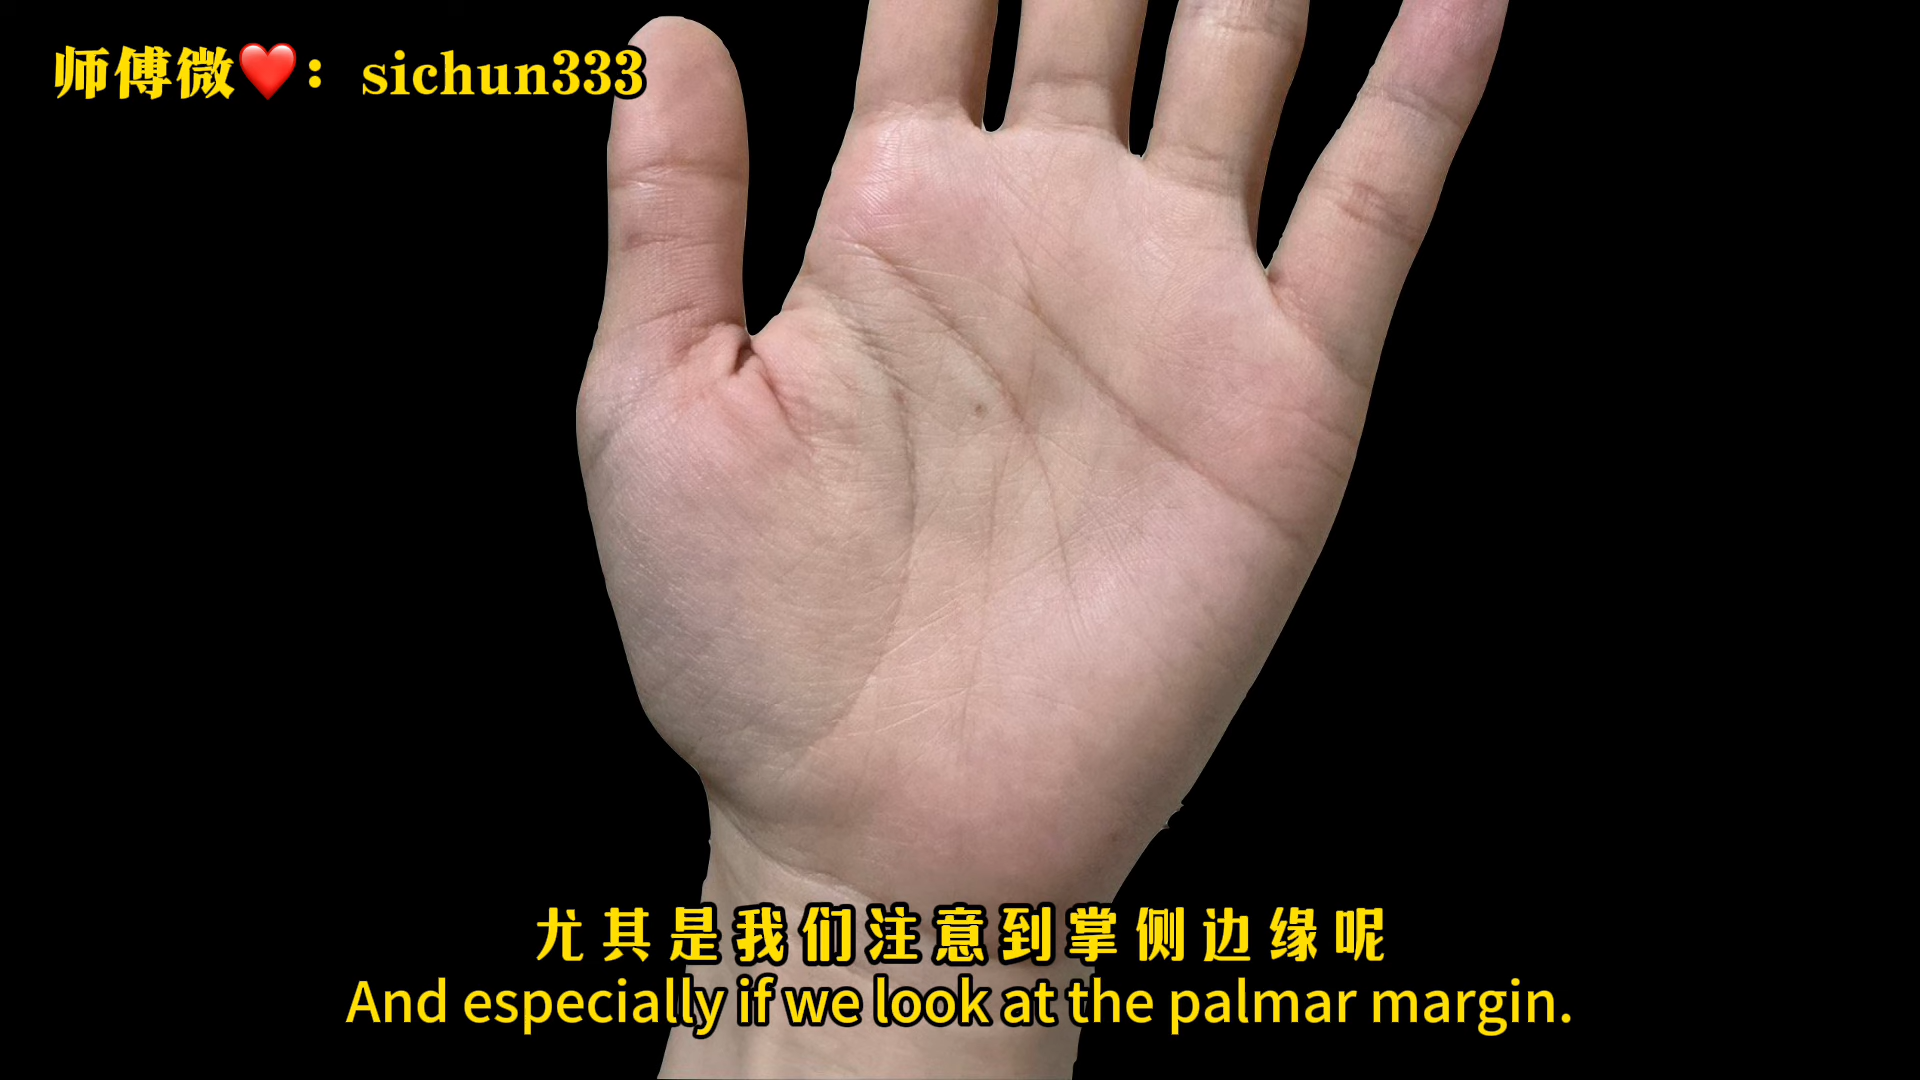 师傅微❤️：sichun333
尤其是我们注意到掌侧边缘呢
And especially if we look at the palmar margin.